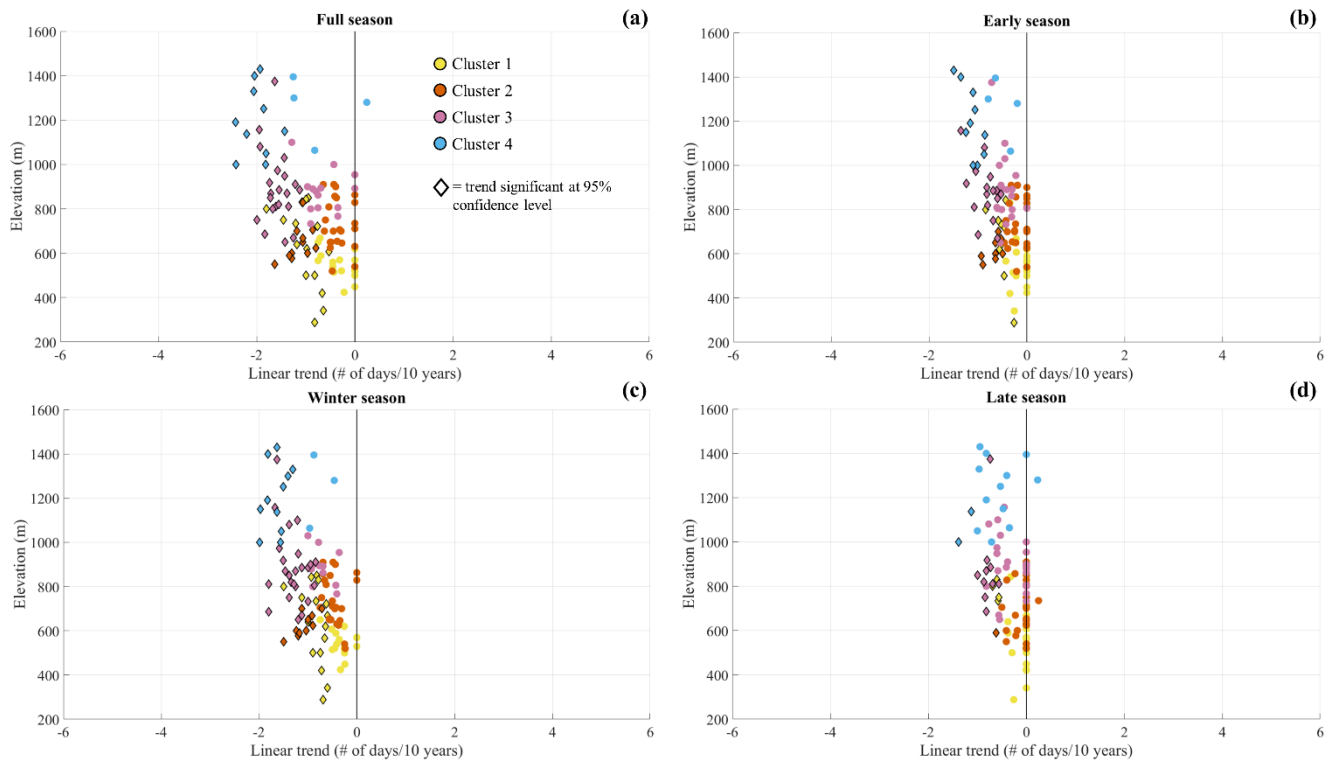 Full season
(a)
1600
1400
1200
1000
800
600
400
200
Elevation (m)
-6
-4
-2
0
2
4
6
Linear trend (# of days/10 years)
Cluster 1
Cluster 2
Cluster 3
Cluster 4
= trend significant at 95%
confidence level
Early season
(b)
1600
1400
1200
1000
800
600
400
200
Elevation (m)
-6
-4
-2
0
2
4
6
Linear trend (# of days/10 years)
Winter season
(c)
1600
1400
1200
1000
800
600
400
200
Elevation (m)
-6
-4
-2
0
2
4
6
Linear trend (# of days/10 years)
Late season
(d)
1600
1400
1200
1000
800
600
400
200
Elevation (m)
-6
-4
-2
0
2
4
6
Linear trend (# of days/10 years)